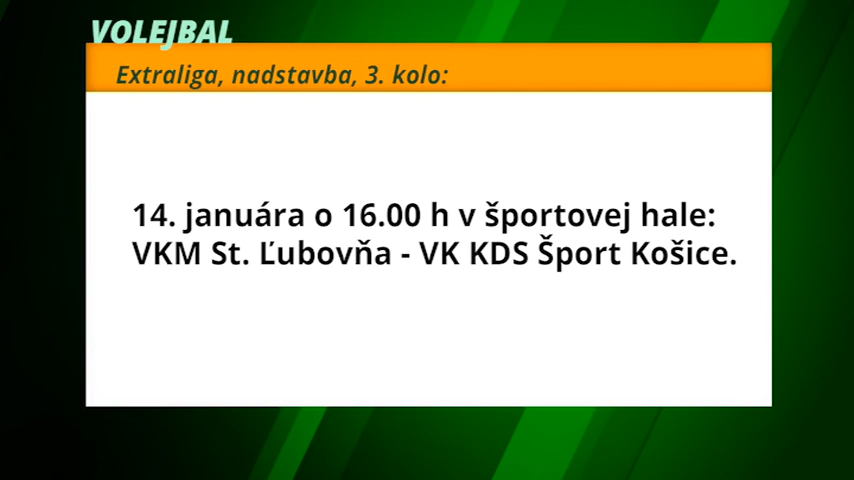 VOLEJBAL
Extraliga, nadstavba, 3. kolo:
14. januára o 16.00 h v športovej hale:
VKM St. Ľubovňa - VK KDS Šport Košice.